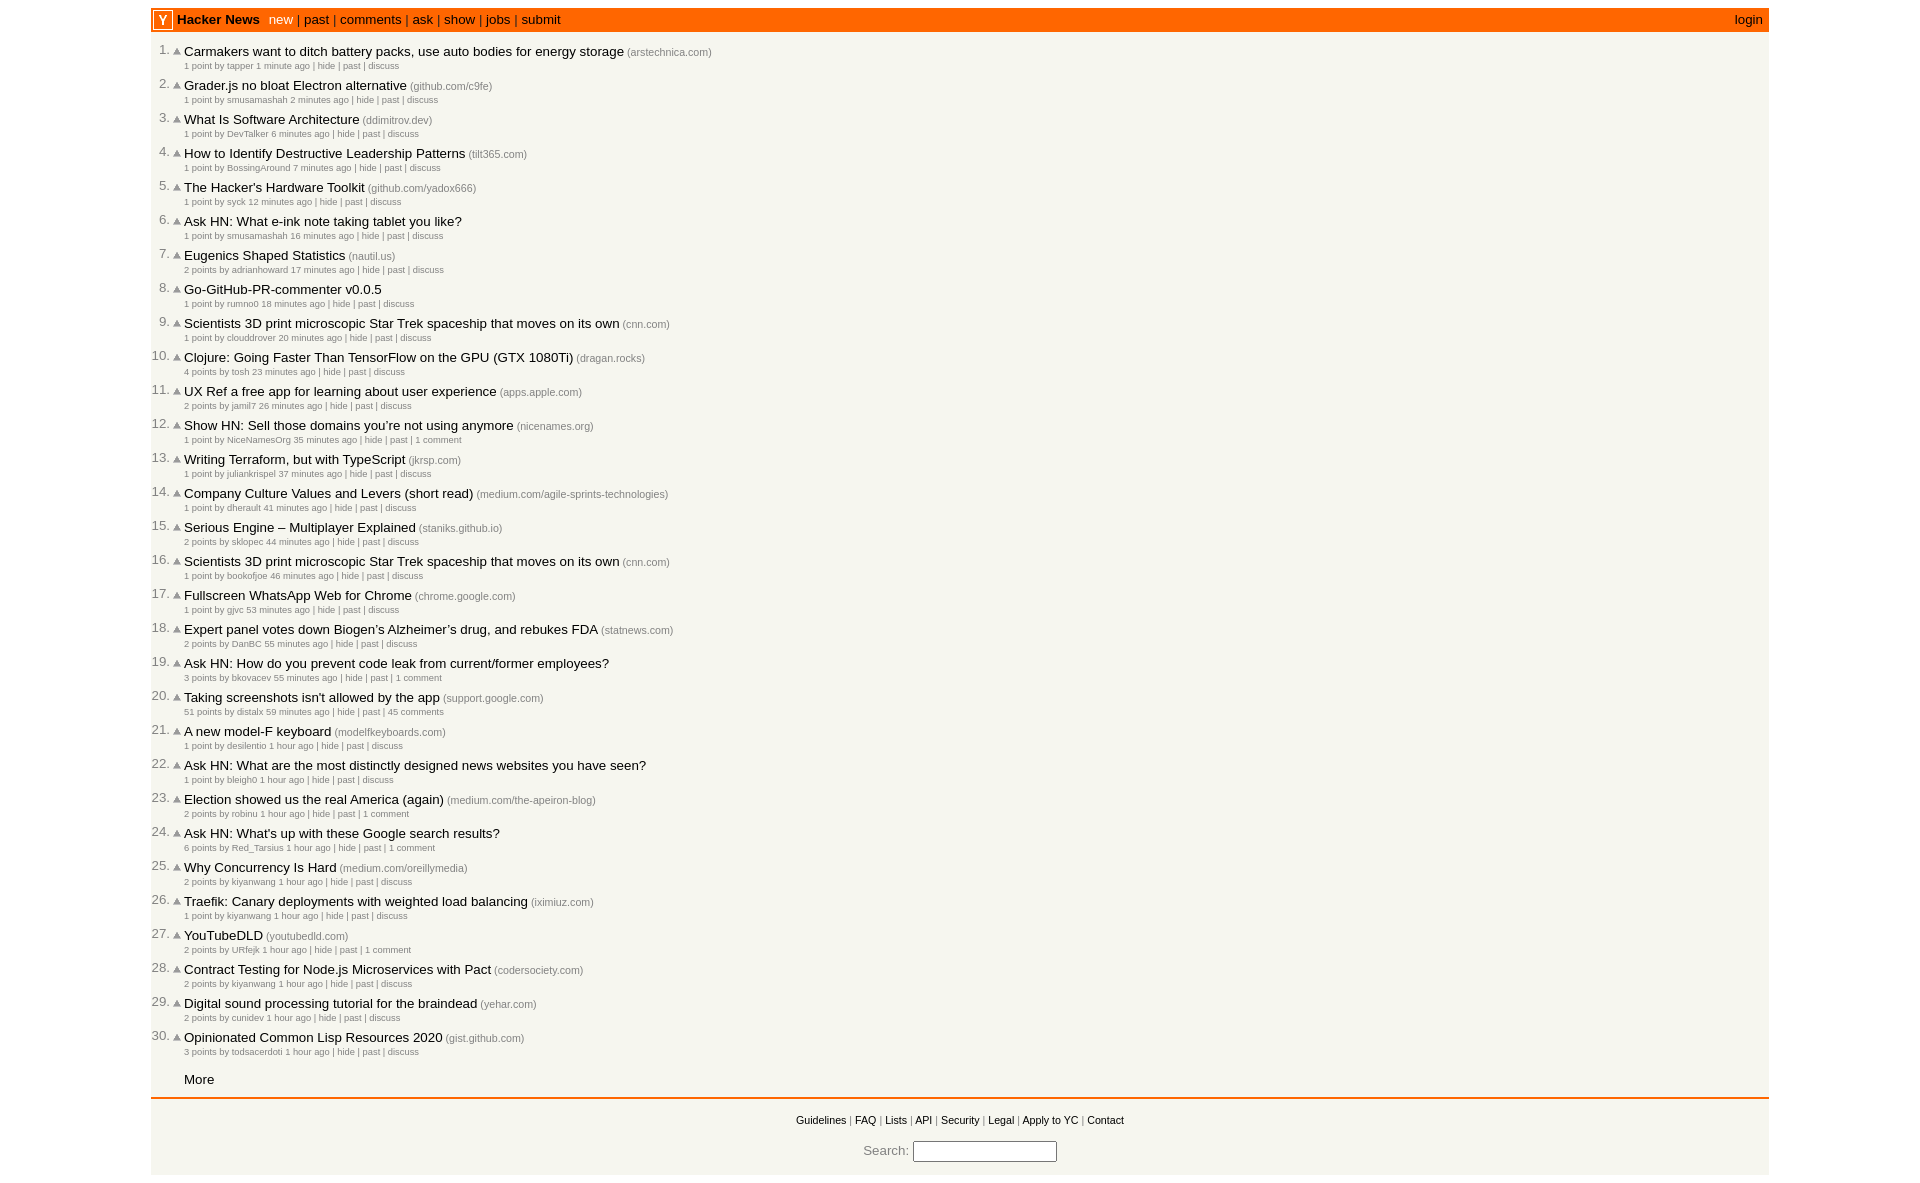 Y Hacker News new | past | comments | ask | show | jobs | submit login
1. Carmakers want to ditch battery packs, use auto bodies for energy storage (arstechnica.com)
1 point by tapper 1 minute ago | hide | past | discuss
2. Grader.js no bloat Electron alternative (github.com/c9fe)
1 point by smusamashah 2 minutes ago | hide | past | discuss
3. What Is Software Architecture (ddimitrov.dev)
1 point by DevTalker 6 minutes ago | hide | past | discuss
4. How to Identify Destructive Leadership Patterns (tilt365.com)
1 point by BossingAround 7 minutes ago | hide | past | discuss
5. The Hacker's Hardware Toolkit (github.com/yadox666)
1 point by syck 12 minutes ago | hide | past | discuss
6. Ask HN: What e-ink note taking tablet you like?
1 point by smusamashah 16 minutes ago | hide | past | discuss
7. Eugenics Shaped Statistics (nautil.us)
2 points by adrianhoward 17 minutes ago | hide | past | discuss
8. Go-GitHub-PR-commenter v0.0.5
1 point by rumno0 18 minutes ago | hide | past | discuss
9. Scientists 3D print microscopic Star Trek spaceship that moves on its own (cnn.com)
1 point by clouddrover 20 minutes ago | hide | past | discuss
10. Clojure: Going Faster Than TensorFlow on the GPU (GTX 1080Ti) (dragan.rocks)
4 points by tosh 23 minutes ago | hide | past | discuss
11. UX Ref a free app for learning about user experience (apps.apple.com)
2 points by jamil7 26 minutes ago | hide | past | discuss
12. Show HN: Sell those domains you’re not using anymore (nicenames.org)
1 point by NiceNamesOrg 35 minutes ago | hide | past | 1 comment
13. Writing Terraform, but with TypeScript (jkrsp.com)
1 point by juliankrispel 37 minutes ago | hide | past | discuss
14. Company Culture Values and Levers (short read) (medium.com/agile-sprints-technologies)
1 point by dherault 41 minutes ago | hide | past | discuss
15. Serious Engine – Multiplayer Explained (staniks.github.io)
2 points by sklopec 44 minutes ago | hide | past | discuss
16. Scientists 3D print microscopic Star Trek spaceship that moves on its own (cnn.com)
1 point by bookofjoe 46 minutes ago | hide | past | discuss
17. Fullscreen WhatsApp Web for Chrome (chrome.google.com)
1 point by gjvc 53 minutes ago | hide | past | discuss
18. Expert panel votes down Biogen’s Alzheimer’s drug, and rebukes FDA (statnews.com)
2 points by DanBC 55 minutes ago | hide | past | discuss
19. Ask HN: How do you prevent code leak from current/former employees?
3 points by bkovacev 55 minutes ago | hide | past | 1 comment
20. Taking screenshots isn't allowed by the app (support.google.com)
51 points by distalx 59 minutes ago | hide | past | 45 comments
21. A new model-F keyboard (modelfkeyboards.com)
1 point by desilentio 1 hour ago | hide | past | discuss
22. Ask HN: What are the most distinctly designed news websites you have seen?
1 point by bleigh0 1 hour ago | hide | past | discuss
23. Election showed us the real America (again) (medium.com/the-apeiron-blog)
2 points by robinu 1 hour ago | hide | past | 1 comment
24. Ask HN: What's up with these Google search results?
6 points by Red_Tarsius 1 hour ago | hide | past | 1 comment
25. Why Concurrency Is Hard (medium.com/oreillymedia)
2 points by kiyanwang 1 hour ago | hide | past | discuss
26. Traefik: Canary deployments with weighted load balancing (iximiuz.com)
1 point by kiyanwang 1 hour ago | hide | past | discuss
27. YouTubeDLD (youtubedld.com)
2 points by URfejk 1 hour ago | hide | past | 1 comment
28. Contract Testing for Node.js Microservices with Pact (codersociety.com)
2 points by kiyanwang 1 hour ago | hide | past | discuss
29. Digital sound processing tutorial for the braindead (yehar.com)
2 points by cunidev 1 hour ago | hide | past | discuss
30. Opinionated Common Lisp Resources 2020 (gist.github.com)
3 points by todsacerdoti 1 hour ago | hide | past | discuss
More
Guidelines | FAQ | Lists | API | Security | Legal | Apply to YC | Contact
Search: